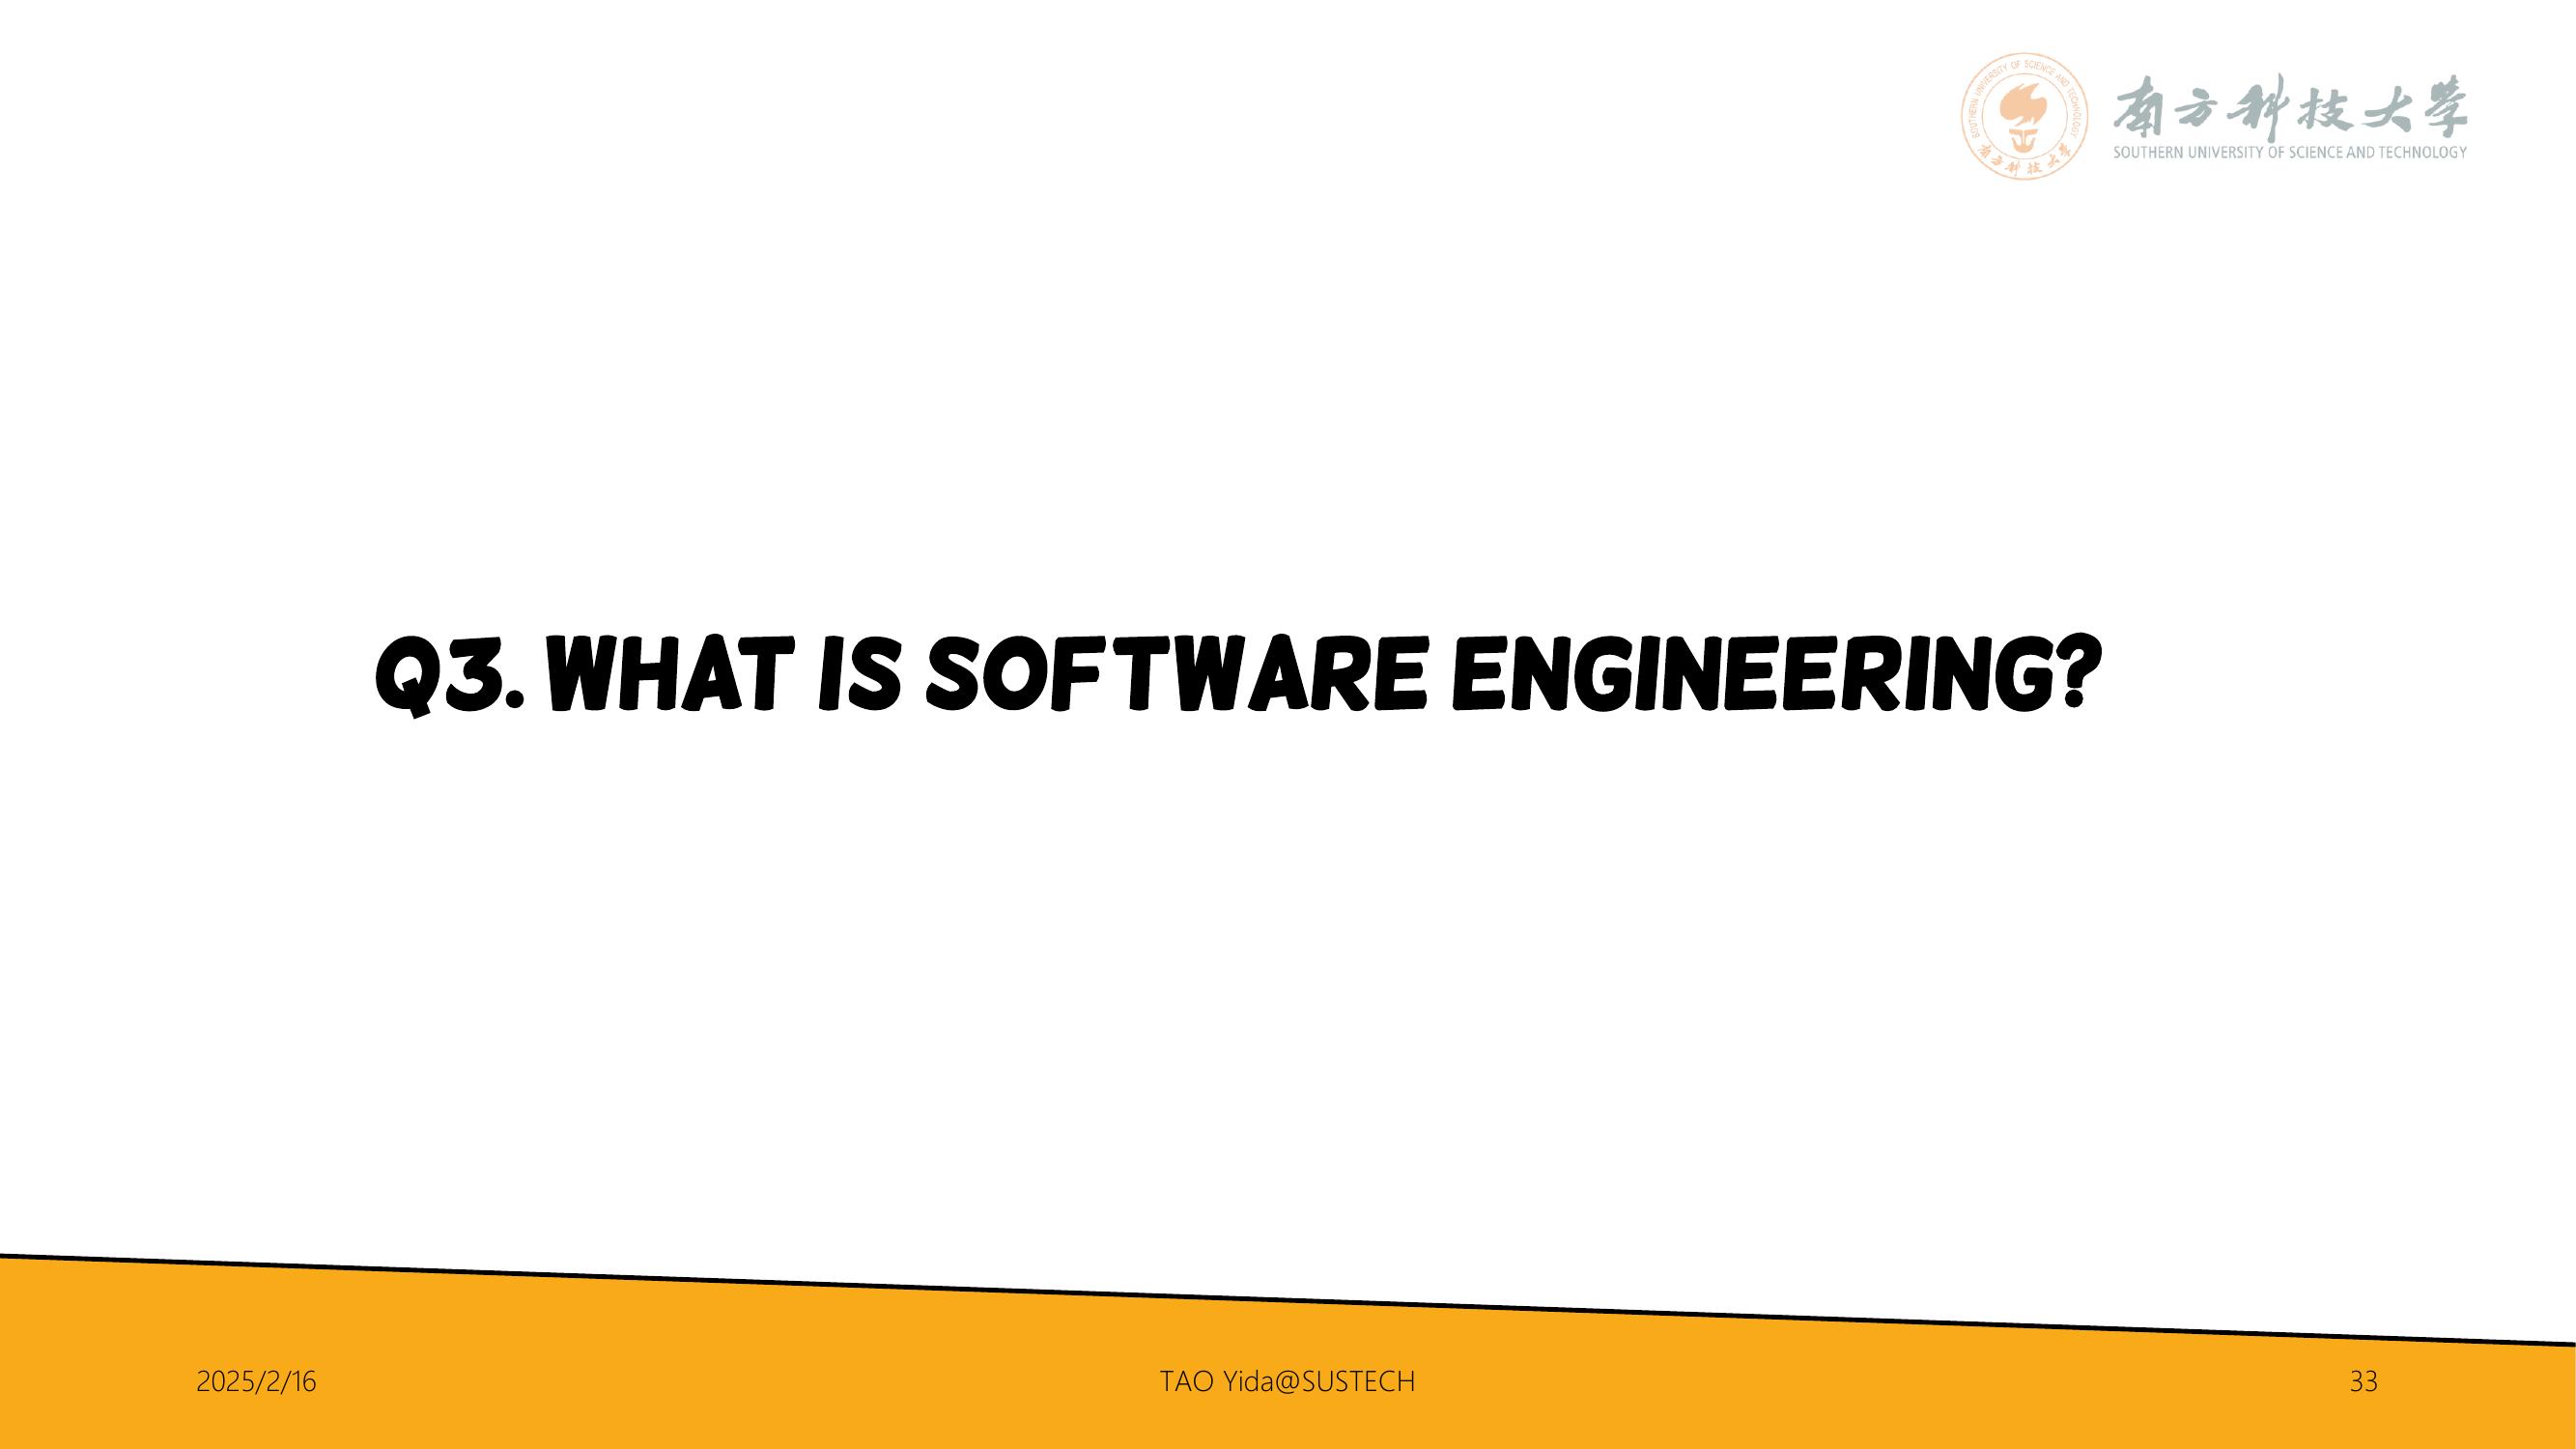 SOUTHERN UNIVERSITY OF SCIENCE AND TECHNOLOGY
南方科技大学
南方科技大學
SOUTHERN UNIVERSITY OF SCIENCE AND TECHNOLOGY
Q3. WHAT IS SOFTWARE ENGINEERING?
2025/2/16
TAO Yida@SUSTECH
33